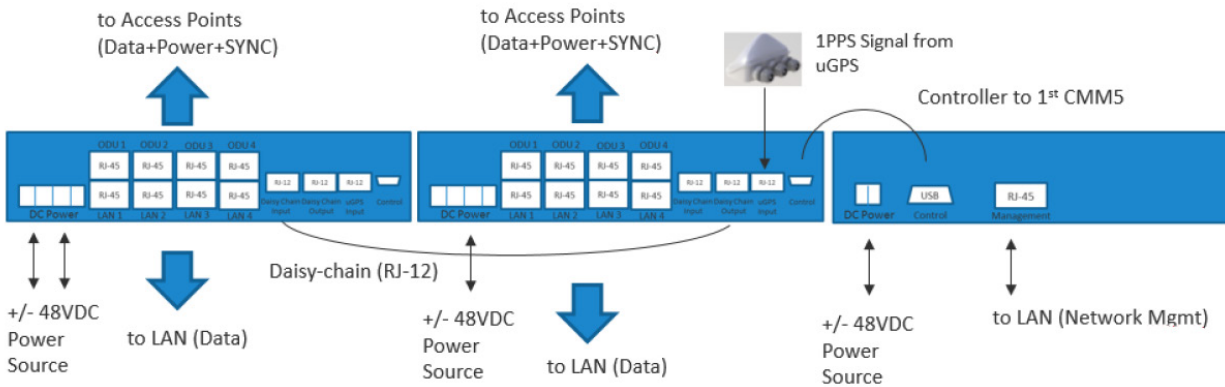 to Access Points
(Data+Power+SYNC)
to Access Points
(Data+Power+SYNC)
1PPS Signal from
uGPS
Controller to 1st CMM5
ODU 1 ODU 2 ODU 3 ODU 4
RJ-45 RJ-45 RJ-45 RJ-45
RJ-45 RJ-45 RJ-45 RJ-45
LAN 1 LAN 2 LAN 3 LAN 4
DC Power
RJ-12 RJ-12 RJ-12
Daisy Chain Input
Daisy Chain Output
uGPS Input
Control
ODU 1 ODU 2 ODU 3 ODU 4
RJ-45 RJ-45 RJ-45 RJ-45
RJ-45 RJ-45 RJ-45 RJ-45
LAN 1 LAN 2 LAN 3 LAN 4
DC Power
RJ-12 RJ-12 RJ-12
Daisy Chain Input
Daisy Chain Output
uGPS Input
Control
DC Power
USB
Control
RJ-45
Management
Daisy-chain (RJ-12)
+/- 48VDC
Power
Source
to LAN (Data)
+/- 48VDC
Power
Source
to LAN (Data)
+/- 48VDC
Power
Source
to LAN (Network Mgmt)